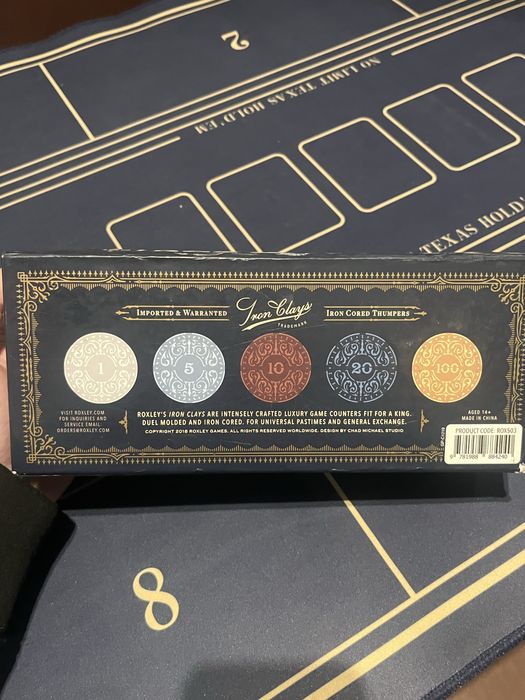 2
NO LIMIT TEXAS HOLD'EM
TEXAS HOLD'
IMPORTED & WARRANTED
Iron Clays
TRADEMARK
IRON CORED THUMPERS
1
5
10
20
100
VISIT ROXLEY.COM
FOR INQUIRIES AND
SERVICE EMAIL:
ORDERS@ROXLEY.COM
ROXLEY'S IRON CLAYS ARE INTENSELY CRAFTED LUXURY GAME COUNTERS FIT FOR A KING.
DUEL MOLDED AND IRON CORED. FOR UNIVERSAL PASTIMES AND GENERAL EXCHANGE.
COPYRIGHT 2018 ROXLEY GAMES. ALL RIGHTS RESERVED WORLDWIDE. DESIGN BY CHAD MICHAEL STUDIO
AGED 14+
MADE IN CHINA
PRODUCT CODE: ROX503
9 781988 884240
8